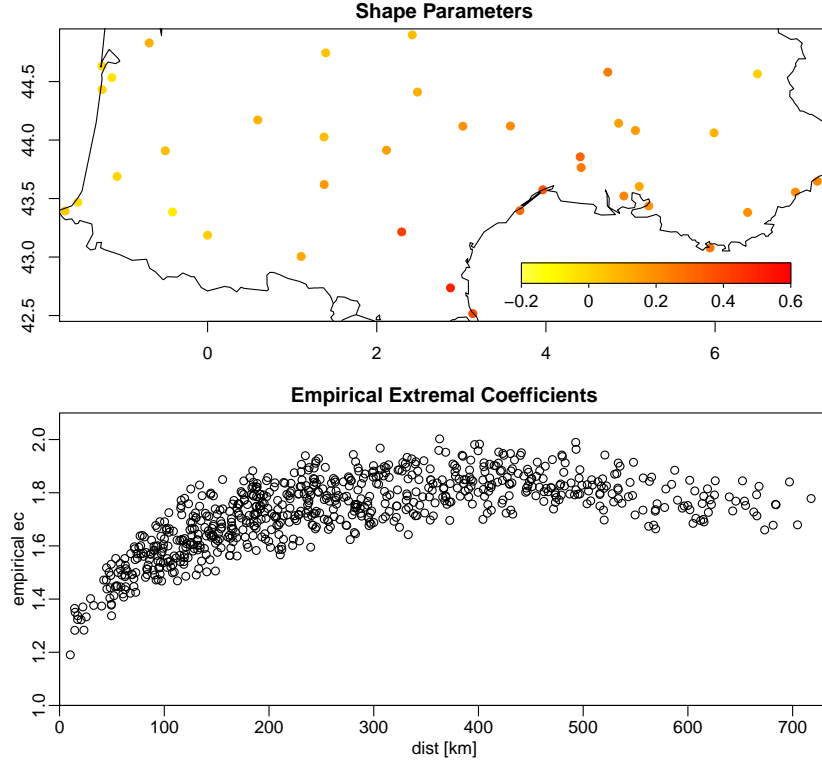 Shape Parameters
44.5
44.0
43.5
43.0
42.5
−0.2 0 0.2 0.4 0.6
0 2 4 6
Empirical Extremal Coefficients
empirical ec
2.0
1.8
1.6
1.4
1.2
1.0
0 100 200 300 400 500 600 700
dist [km]